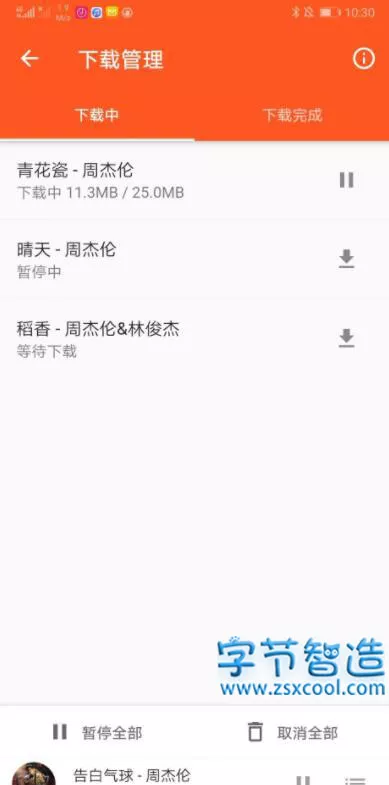 10:30
下载管理
下载中
下载完成
青花瓷 - 周杰伦
下载中 11.3MB / 25.0MB
晴天 - 周杰伦
暂停中
稻香 - 周杰伦&林俊杰
等待下载
字节智造
www.zsxcool.com
暂停全部
取消全部
告白气球 - 周杰伦